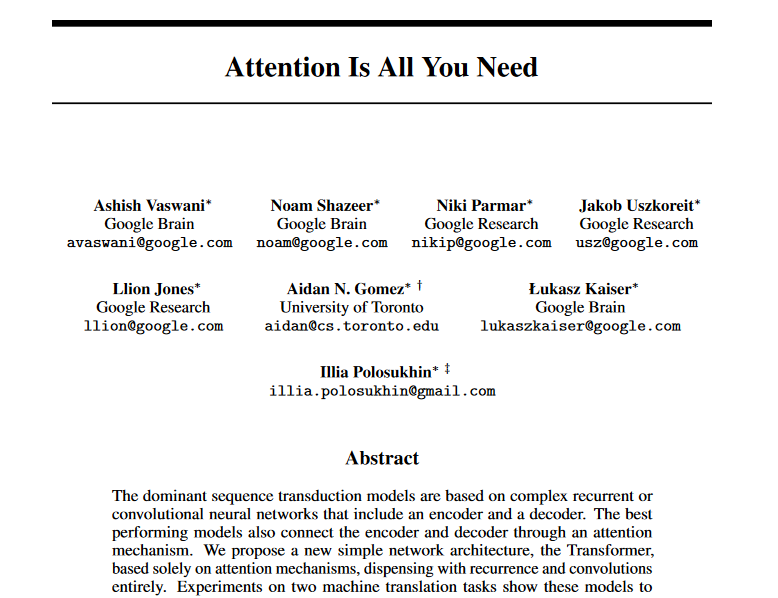 Attention Is All You Need
Ashish Vaswani* Noam Shazeer* Niki Parmar* Jakob Uszkoreit*
Google Brain Google Brain Google Research Google Research
avaswani@google.com noam@google.com nikip@google.com usz@google.com
Llion Jones* Aidan N. Gomez* † Łukasz Kaiser*
Google Research University of Toronto Google Brain
llion@google.com aidan@cs.toronto.edu lukaszkaiser@google.com
Illia Polosukhin* ‡
illia.polosukhin@gmail.com
Abstract
The dominant sequence transduction models are based on complex recurrent or
convolutional neural networks that include an encoder and a decoder. The best
performing models also connect the encoder and decoder through an attention
mechanism. We propose a new simple network architecture, the Transformer,
based solely on attention mechanisms, dispensing with recurrence and convolutions
entirely. Experiments on two machine translation tasks show these models to